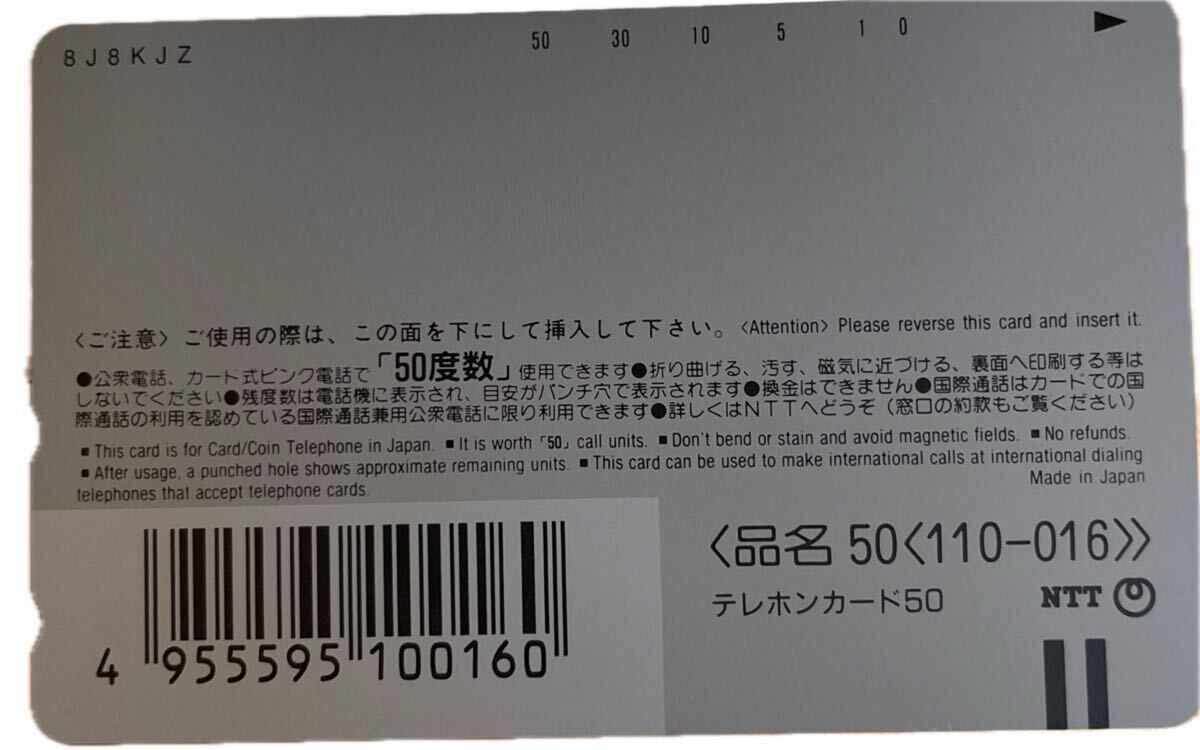 8J8KJZ
50 30 10 5 1 0
〈ご注意〉ご使用の際は、この面を下にして挿入して下さい。〈Attention〉Please reverse this card and insert it.
●公衆電話、カード式ピンク電話で「50度数」使用できます●折り曲げる、汚す、磁気に近づける、裏面へ印刷する等は
しないでください●残度数は電話機に表示され、目安がパンチ穴で表示されます●換金はできません●国際通話はカードでの国
際通話の利用を認めている国際通話兼用公衆電話に限り利用できます●詳しくはNTTへどうぞ（窓口の約款もご覧ください）
■ This card is for Card/Coin Telephone in Japan. ■ It is worth「50」call units. ■ Don't bend or stain and avoid magnetic fields. ■ No refunds.
■ After usage, a punched hole shows approximate remaining units. ■ This card can be used to make international calls at international dialing
telephones that accept telephone cards.
Made in Japan
〈品名 50〈110-016〉〉
テレホンカード50
NTT
4 955595 100160